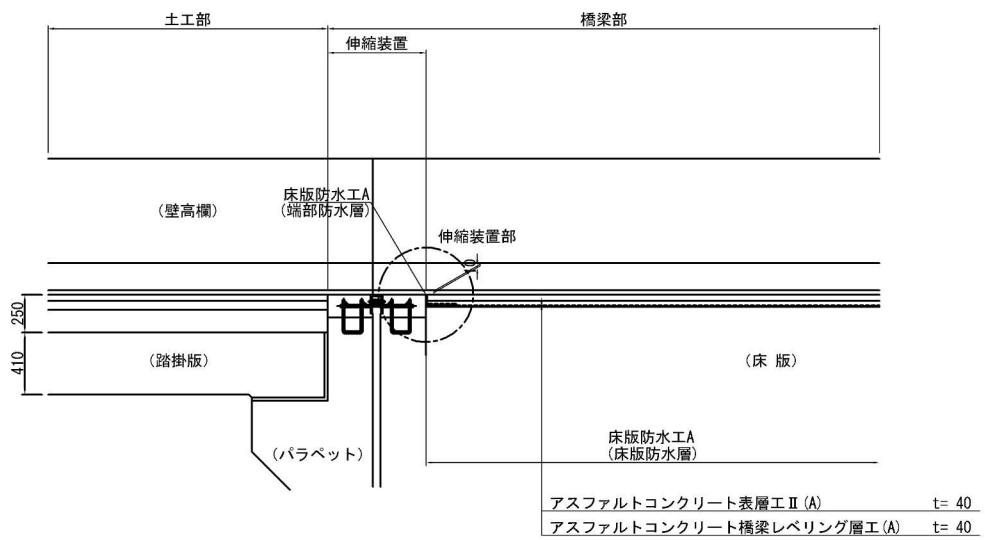 土工部
橋梁部
伸縮装置
床版防水工A
(端部防水層)
(壁高欄)
伸縮装置部
250
410
(踏掛版)
(床 版)
(パラペット)
床版防水工A
(床版防水層)
アスファルトコンクリート表層工Ⅱ(A) t= 40
アスファルトコンクリート橋梁レベリング層工(A) t= 40